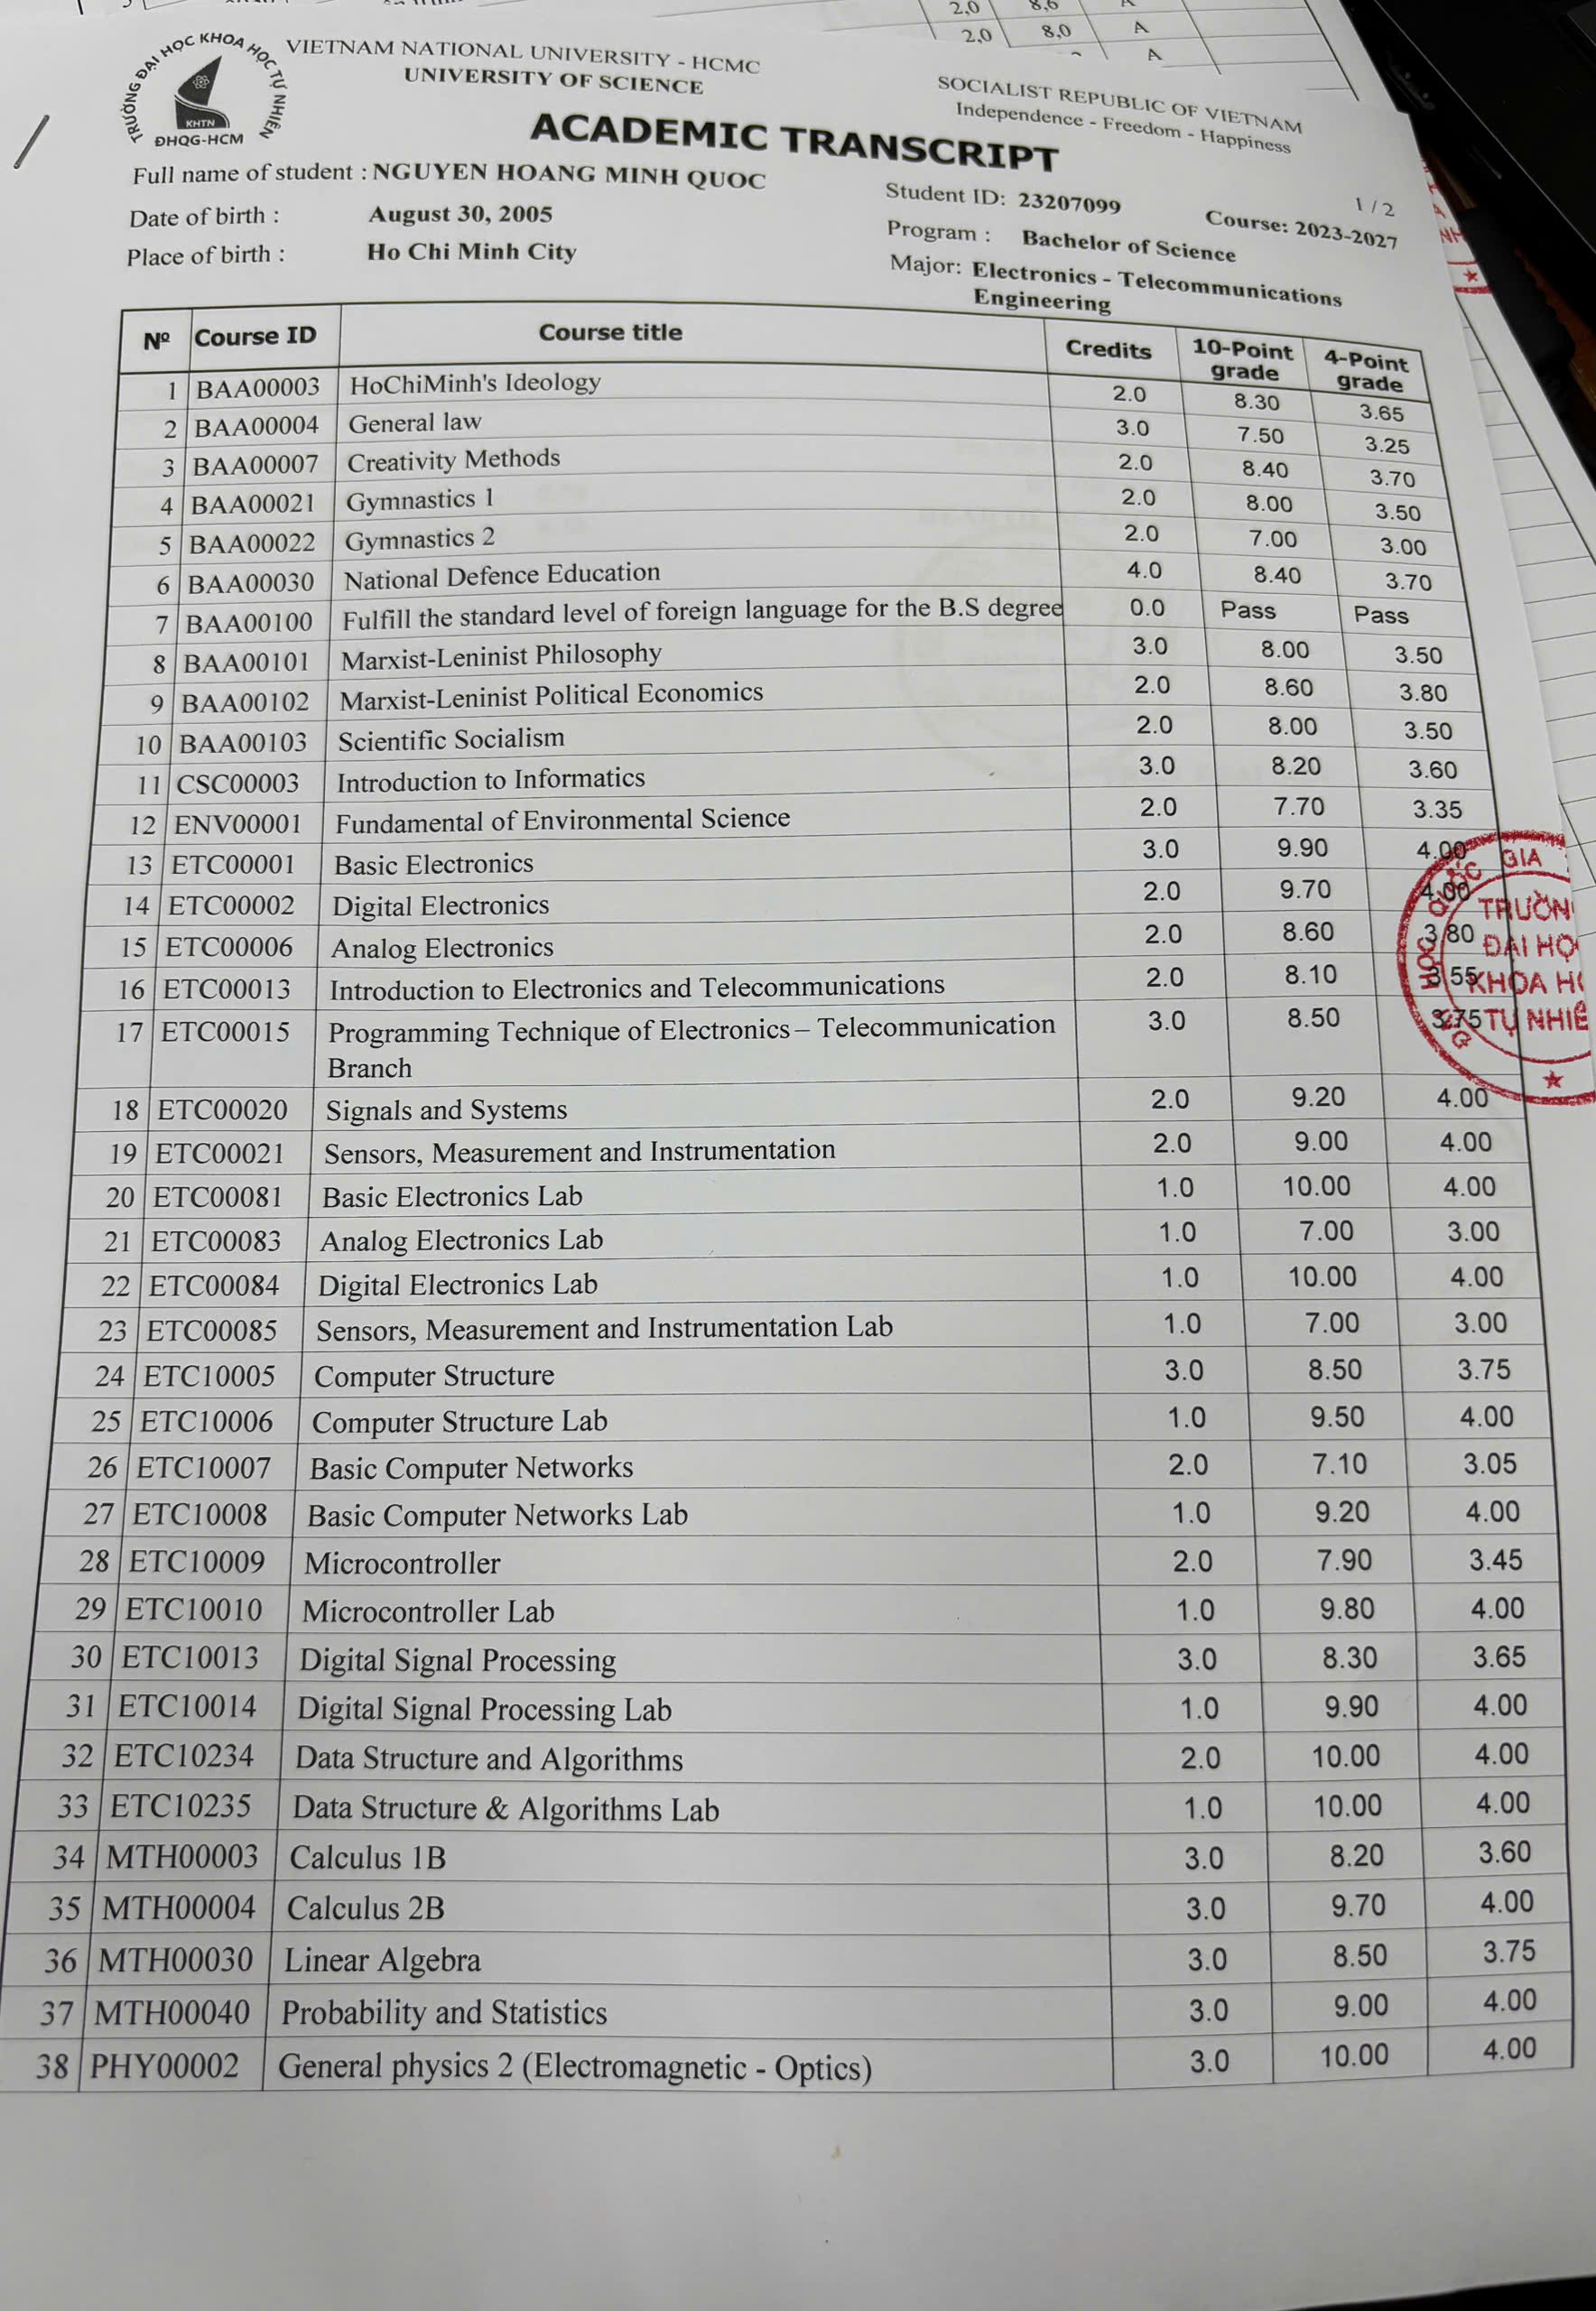 2,0 8,6 A
2,0 8,0 A
A
TRƯỜNG ĐẠI HỌC KHOA HỌC TỰ NHIÊN
KHTN
ĐHQG-HCM
VIETNAM NATIONAL UNIVERSITY - HCMC
UNIVERSITY OF SCIENCE
SOCIALIST REPUBLIC OF VIETNAM
Independence - Freedom - Happiness
ACADEMIC TRANSCRIPT
1 / 2
Full name of student : NGUYEN HOANG MINH QUOC
Student ID: 23207099 Course: 2023-2027
Date of birth : August 30, 2005
Program : Bachelor of Science
Place of birth : Ho Chi Minh City
Major: Electronics - Telecommunications
Engineering
Nº Course ID Course title Credits 10-Point grade 4-Point grade
1 BAA00003 HoChiMinh's Ideology 2.0 8.30 3.65
2 BAA00004 General law 3.0 7.50 3.25
3 BAA00007 Creativity Methods 2.0 8.40 3.70
4 BAA00021 Gymnastics 1 2.0 8.00 3.50
5 BAA00022 Gymnastics 2 2.0 7.00 3.00
6 BAA00030 National Defence Education 4.0 8.40 3.70
7 BAA00100 Fulfill the standard level of foreign language for the B.S degree 0.0 Pass Pass
8 BAA00101 Marxist-Leninist Philosophy 3.0 8.00 3.50
9 BAA00102 Marxist-Leninist Political Economics 2.0 8.60 3.80
10 BAA00103 Scientific Socialism 2.0 8.00 3.50
11 CSC00003 Introduction to Informatics 3.0 8.20 3.60
12 ENV00001 Fundamental of Environmental Science 2.0 7.70 3.35
13 ETC00001 Basic Electronics 3.0 9.90 4.00
14 ETC00002 Digital Electronics 2.0 9.70 4.00
15 ETC00006 Analog Electronics 2.0 8.60 3.80
16 ETC00013 Introduction to Electronics and Telecommunications 2.0 8.10 3.55
17 ETC00015 Programming Technique of Electronics – Telecommunication 3.0 8.50 3.75
Branch
18 ETC00020 Signals and Systems 2.0 9.20 4.00
19 ETC00021 Sensors, Measurement and Instrumentation 2.0 9.00 4.00
20 ETC00081 Basic Electronics Lab 1.0 10.00 4.00
21 ETC00083 Analog Electronics Lab 1.0 7.00 3.00
22 ETC00084 Digital Electronics Lab 1.0 10.00 4.00
23 ETC00085 Sensors, Measurement and Instrumentation Lab 1.0 7.00 3.00
24 ETC10005 Computer Structure 3.0 8.50 3.75
25 ETC10006 Computer Structure Lab 1.0 9.50 4.00
26 ETC10007 Basic Computer Networks 2.0 7.10 3.05
27 ETC10008 Basic Computer Networks Lab 1.0 9.20 4.00
28 ETC10009 Microcontroller 2.0 7.90 3.45
29 ETC10010 Microcontroller Lab 1.0 9.80 4.00
30 ETC10013 Digital Signal Processing 3.0 8.30 3.65
31 ETC10014 Digital Signal Processing Lab 1.0 9.90 4.00
32 ETC10234 Data Structure and Algorithms 2.0 10.00 4.00
33 ETC10235 Data Structure & Algorithms Lab 1.0 10.00 4.00
34 MTH00003 Calculus 1B 3.0 8.20 3.60
35 MTH00004 Calculus 2B 3.0 9.70 4.00
36 MTH00030 Linear Algebra 3.0 8.50 3.75
37 MTH00040 Probability and Statistics 3.0 9.00 4.00
38 PHY00002 General physics 2 (Electromagnetic - Optics) 3.0 10.00 4.00
HỌC QUỐC GIA
TRƯỜN
ĐẠI HỌ
KHOA H
TỰ NHIÊ